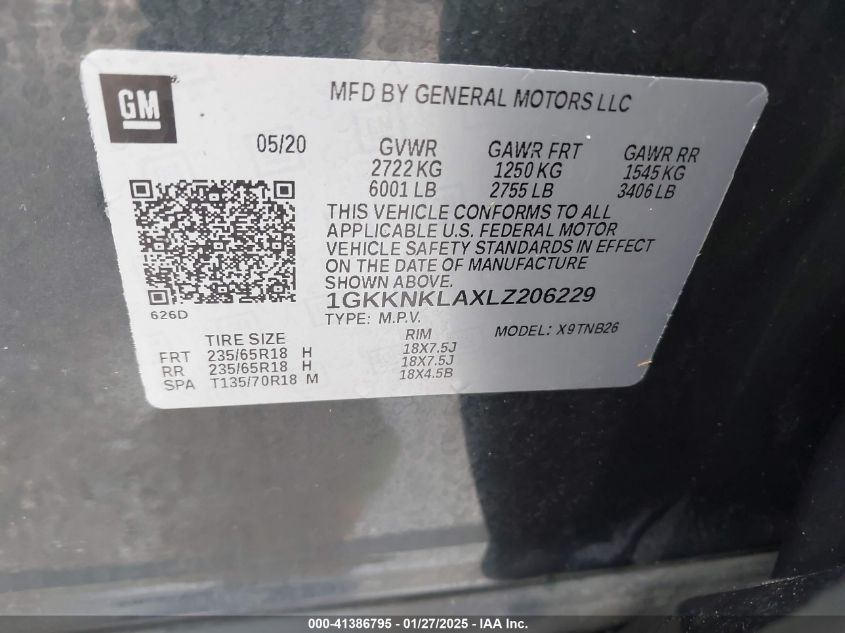 GM
MFD BY GENERAL MOTORS LLC
05/20
GVWR GAWR FRT GAWR RR
2722 KG 1250 KG 1545 KG
6001 LB 2755 LB 3406 LB
THIS VEHICLE CONFORMS TO ALL
APPLICABLE U.S. FEDERAL MOTOR
VEHICLE SAFETY STANDARDS IN EFFECT
ON THE DATE OF MANUFACTURE
SHOWN ABOVE.
1GKKNKLAXLZ206229
626D
TYPE: M.P.V. MODEL: X9TNB26
TIRE SIZE RIM
FRT 235/65R18 H 18X7.5J
RR 235/65R18 H 18X7.5J
SPA T135/70R18 M 18X4.5B
000-41386795 - 01/27/2025 - IAA, Inc.